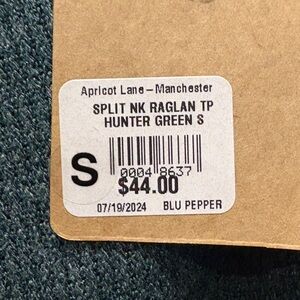 Apricot Lane – Manchester
SPLIT NK RAGLAN TP
HUNTER GREEN S
S
0004 8637
$44.00
07/19/2024 BLU PEPPER